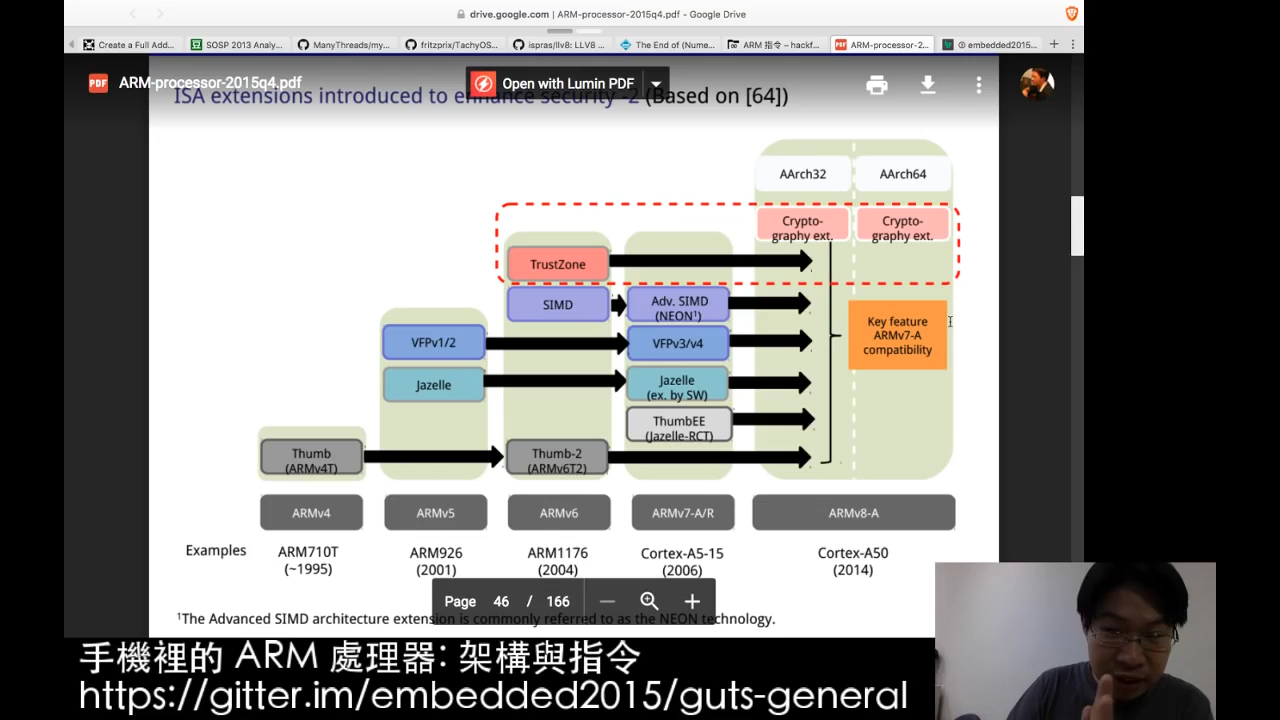 drive.google.com | ARM-processor-2015q4.pdf - Google Drive
Create a Full Add...
SOSP 2013 Analy...
ManyThreads/my...
fritzprix/TachyOS...
ispras/llv8: LLV8 ...
The End of (Nume...
ARM 指令 – hackf...
ARM-processor-2...
embedded2015...
PDF ARM-processor-2015q4.pdf
Open with Lumin PDF
ISA extensions introduced to enhance security -2 (Based on [64])
AArch32
AArch64
Crypto-
graphy ext.
Crypto-
graphy ext.
TrustZone
SIMD
Adv. SIMD
(NEON¹)
Key feature
ARMv7-A
compatibility
VFPv1/2
VFPv3/v4
Jazelle
Jazelle
(ex. by SW)
ThumbEE
(Jazelle-RCT)
Thumb
(ARMv4T)
Thumb-2
(ARMv6T2)
ARMv4
ARMv5
ARMv6
ARMv7-A/R
ARMv8-A
Examples
ARM710T
(~1995)
ARM926
(2001)
ARM1176
(2004)
Cortex-A5-15
(2006)
Cortex-A50
(2014)
Page 46 / 166
¹The Advanced SIMD architecture extension is commonly referred to as the NEON technology.
手機裡的 ARM 處理器: 架構與指令
https://gitter.im/embedded2015/guts-general